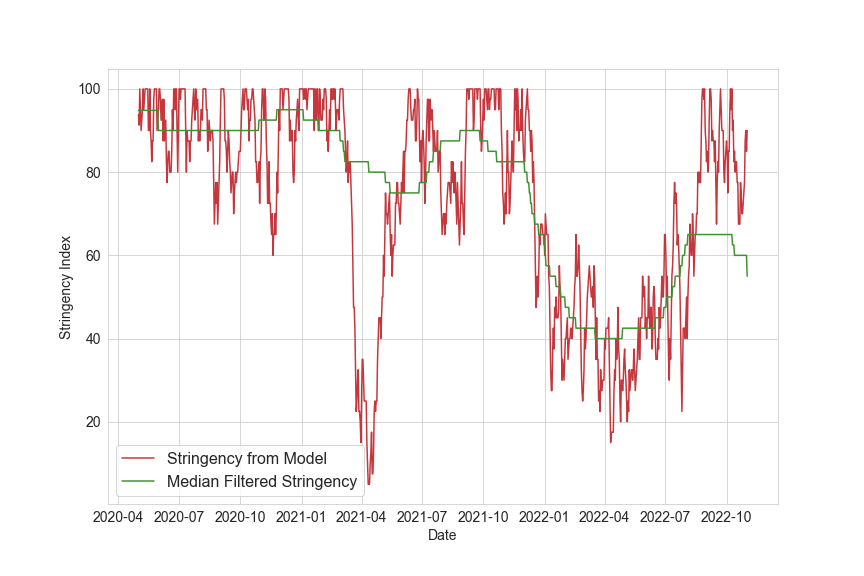 100
80
60
40
20
Stringency Index
Stringency from Model
Median Filtered Stringency
2020-04 2020-07 2020-10 2021-01 2021-04 2021-07 2021-10 2022-01 2022-04 2022-07 2022-10
Date